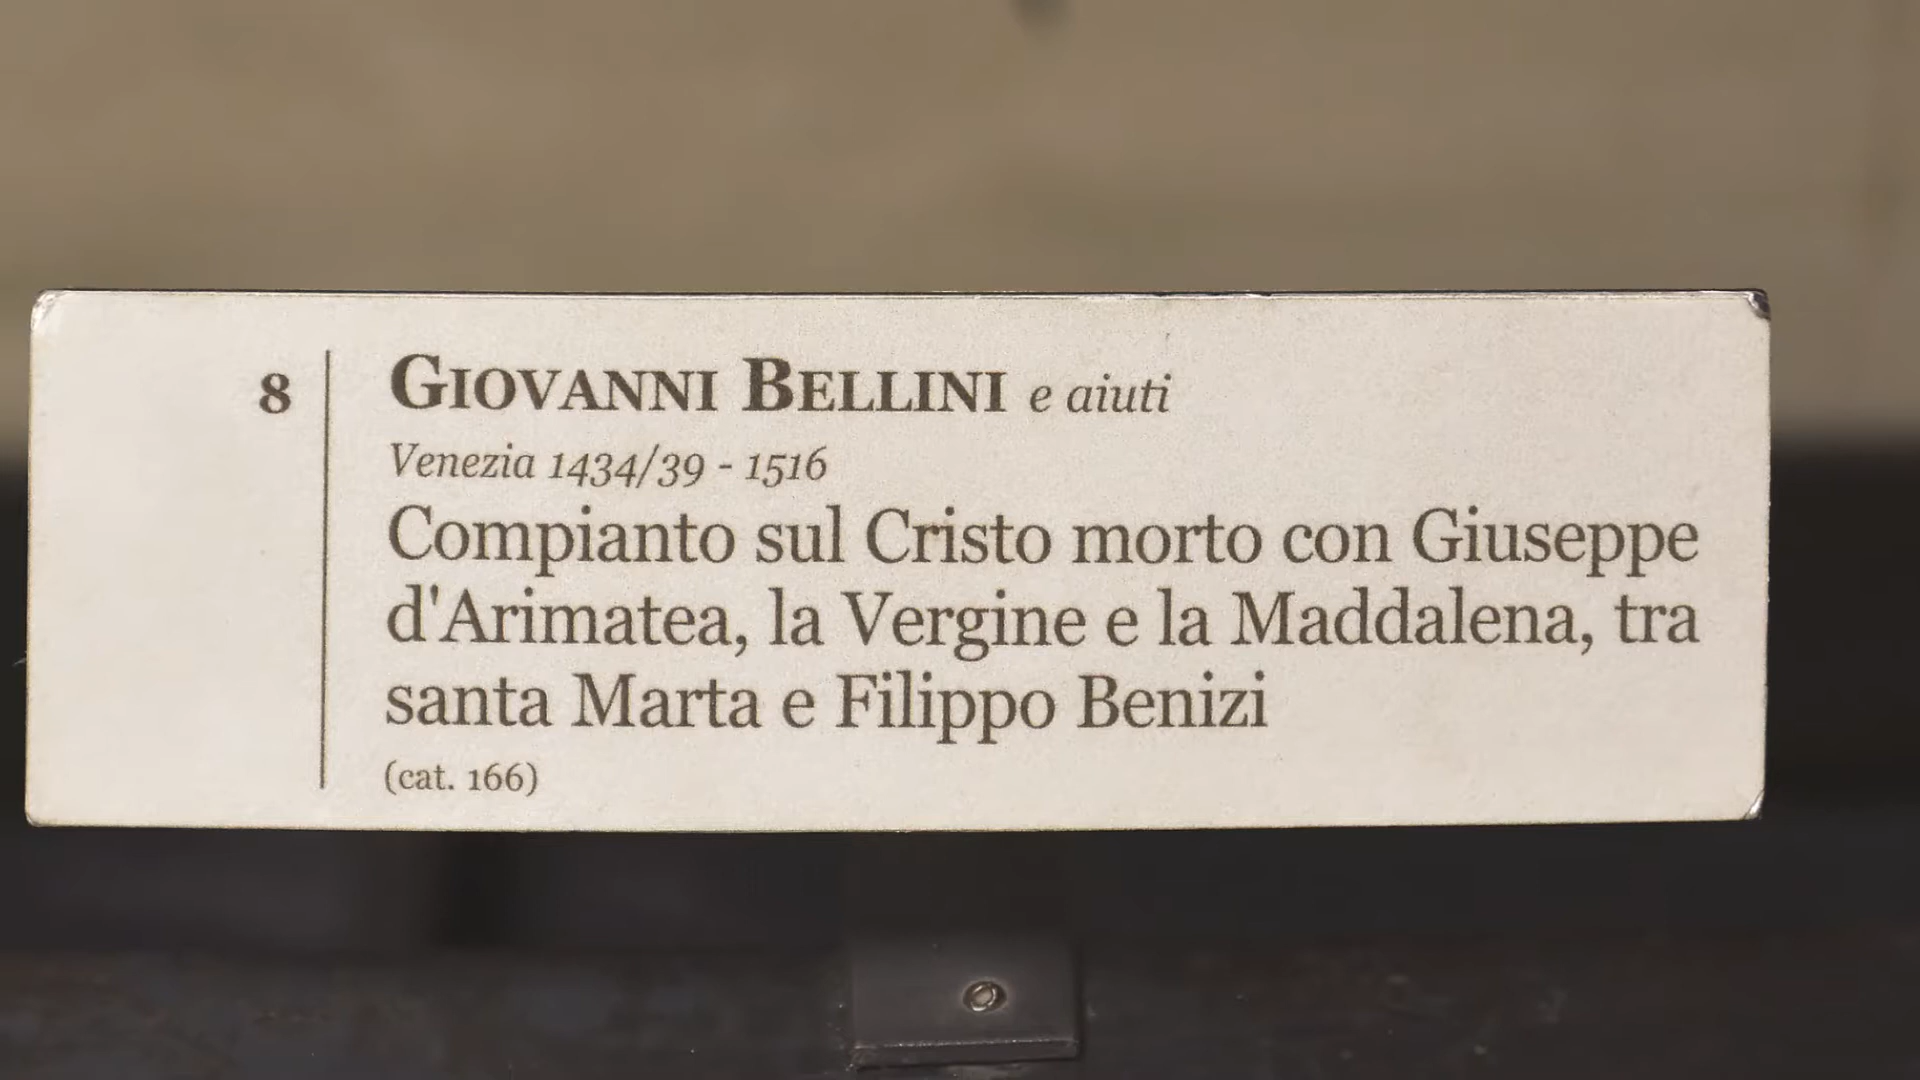 8 GIOVANNI BELLINI e aiuti
Venezia 1434/39 - 1516
Compianto sul Cristo morto con Giuseppe
d'Arimatea, la Vergine e la Maddalena, tra
santa Marta e Filippo Benizi
(cat. 166)